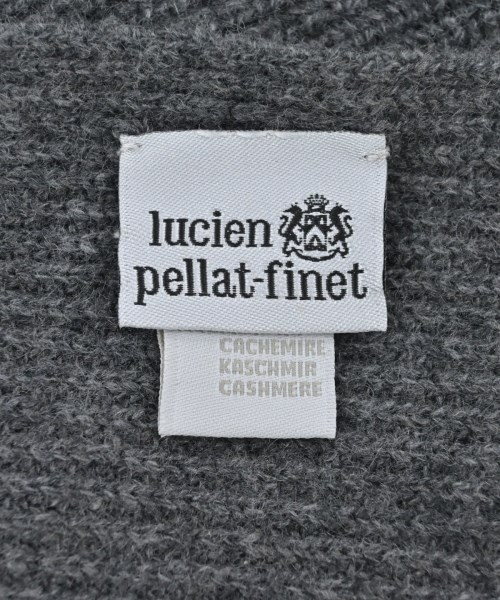 lucien
pellat-finet
CACHEMIRE
KASCHMIR
CASHMERE